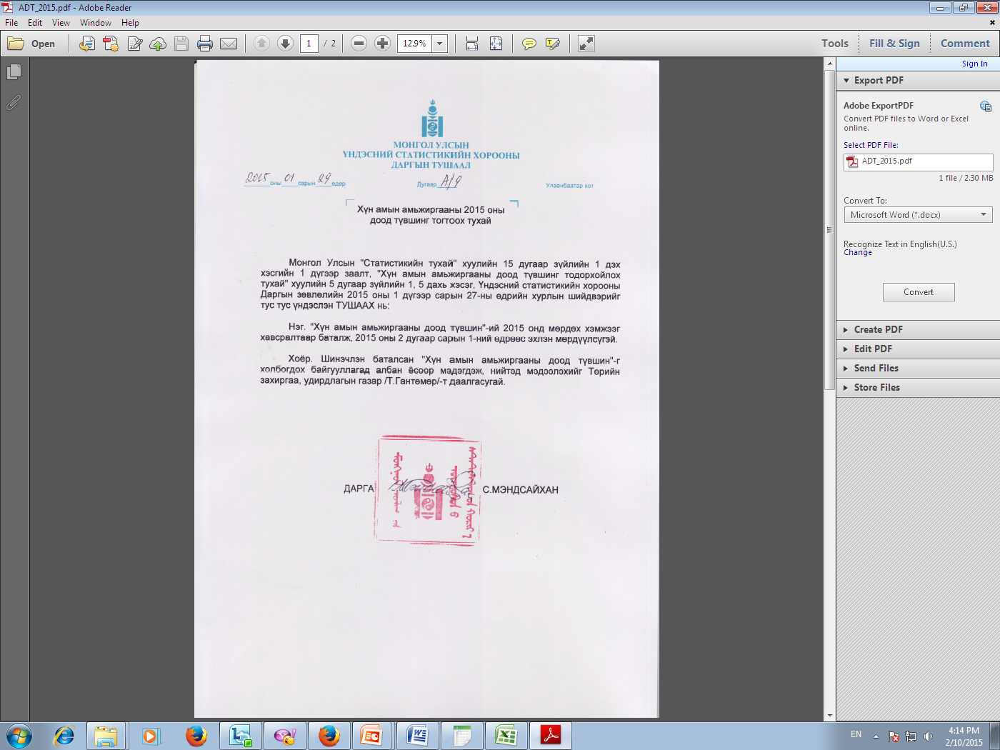 ADT_2015.pdf - Adobe Reader
File Edit View Window Help
Open
1 / 2
12.9%
Tools Fill & Sign Comment
Sign In
Export PDF
Adobe ExportPDF
Convert PDF files to Word or Excel
online.
Select PDF File:
ADT_2015.pdf
1 file / 2.30 MB
Convert To:
Microsoft Word (*.docx)
Recognize Text in English(U.S.)
Change
Convert
Create PDF
Edit PDF
Send Files
Store Files
МОНГОЛ УЛСЫН
ҮНДЭСНИЙ СТАТИСТИКИЙН ХОРООНЫ
ДАРГЫН ТУШААЛ
2015 оны 01 сарын 29 өдөр Дугаар А/9 Улаанбаатар хот
Хүн амын амьжиргааны 2015 оны
доод түвшинг тогтоох тухай
Монгол Улсын "Статистикийн тухай" хуулийн 15 дугаар зүйлийн 1 дэх
хэсгийн 1 дүгээр заалт, "Хүн амын амьжиргааны доод түвшинг тодорхойлох
тухай" хуулийн 5 дугаар зүйлийн 1, 5 дахь хэсэг, Үндэсний статистикийн хорооны
Даргын зөвлөлийн 2015 оны 1 дүгээр сарын 27-ны өдрийн хурлын шийдвэрийг
тус тус үндэслэн ТУШААХ нь:
Нэг. "Хүн амын амьжиргааны доод түвшин"-ий 2015 онд мөрдөх хэмжээг
хавсралтаар баталж, 2015 оны 2 дугаар сарын 1-ний өдрөөс эхлэн мөрдүүлсүгэй.
Хоёр. Шинэчлэн баталсан "Хүн амын амьжиргааны доод түвшин"-г
холбогдох байгууллагад албан ёсоор мэдэгдэж, нийтэд мэдээлэхийг Төрийн
захиргаа, удирдлагын газар /Т.Гантөмөр/-т даалгасугай.
ДАРГА С.МЭНДСАЙХАН
EN
4:14 PM
2/10/2015